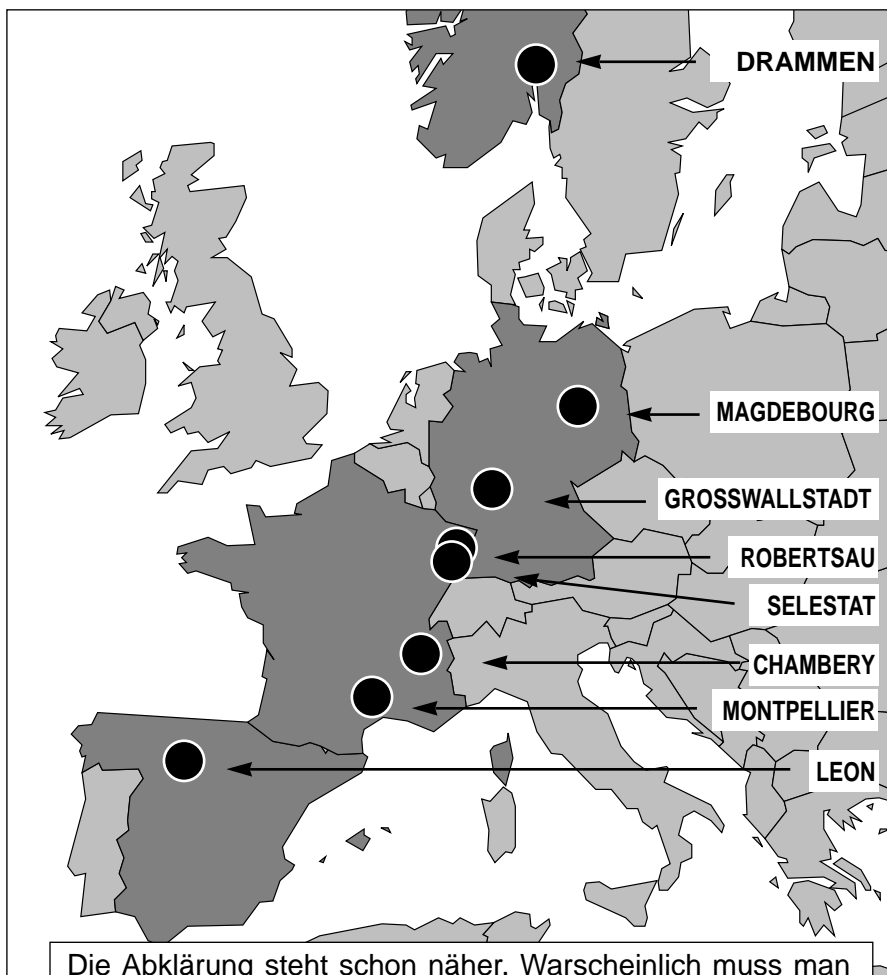 DRAMMEN
MAGDEBOURG
GROSSWALLSTADT
ROBERTSAU
SELESTAT
CHAMBERY
MONTPELLIER
LEON
Die Abklärung steht schon näher. Warscheinlich muss man